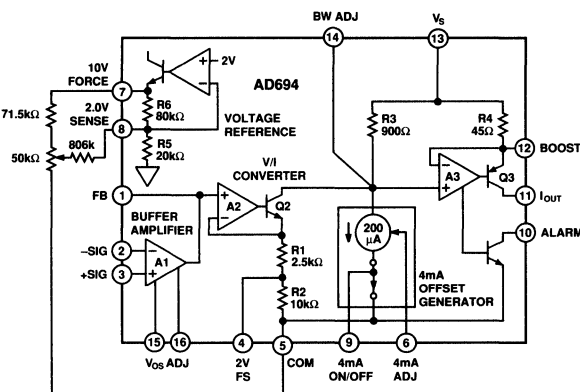 BW ADJ
V_S
14
13
10V
FORCE
7
2V
AD694
R6
80kΩ
VOLTAGE
REFERENCE
2.0V
SENSE
8
71.5kΩ
806k
50kΩ
R5
20kΩ
R3
900Ω
R4
45Ω
12
BOOST
V/I
CONVERTER
FB
1
A2
Q2
A3
Q3
11
I_OUT
BUFFER
AMPLIFIER
–SIG
2
+SIG
3
A1
200
μA
10
ALARM
R1
2.5kΩ
R2
10kΩ
4mA
OFFSET
GENERATOR
15
16
4
5
9
6
V_OS ADJ
2V
FS
COM
4mA
ON/OFF
4mA
ADJ